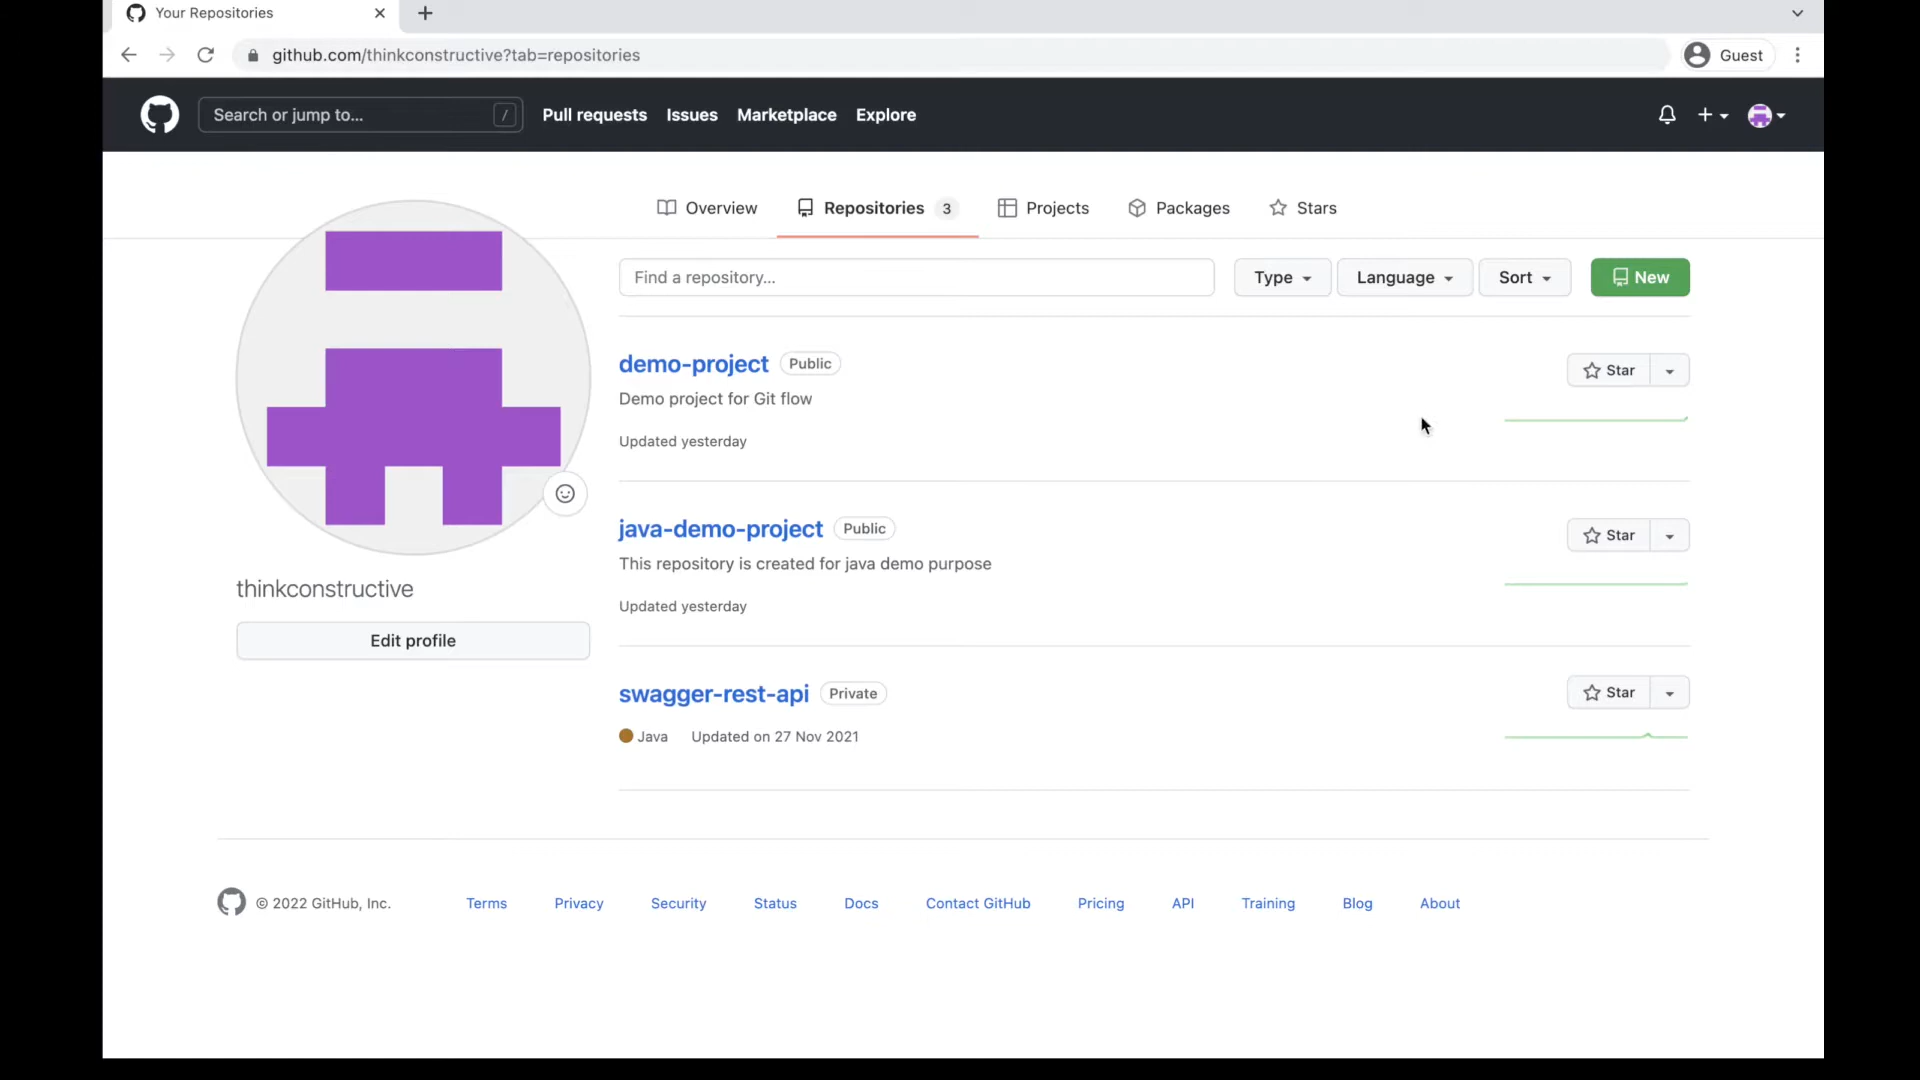 Your Repositories
github.com/thinkconstructive?tab=repositories
Guest
Search or jump to...
/
Pull requests
Issues
Marketplace
Explore
Overview
Repositories 3
Projects
Packages
Stars
Find a repository...
Type
Language
Sort
New
demo-project Public
Star
Demo project for Git flow
Updated yesterday
java-demo-project Public
Star
This repository is created for java demo purpose
Updated yesterday
thinkconstructive
Edit profile
swagger-rest-api Private
Star
Java Updated on 27 Nov 2021
© 2022 GitHub, Inc.
Terms
Privacy
Security
Status
Docs
Contact GitHub
Pricing
API
Training
Blog
About